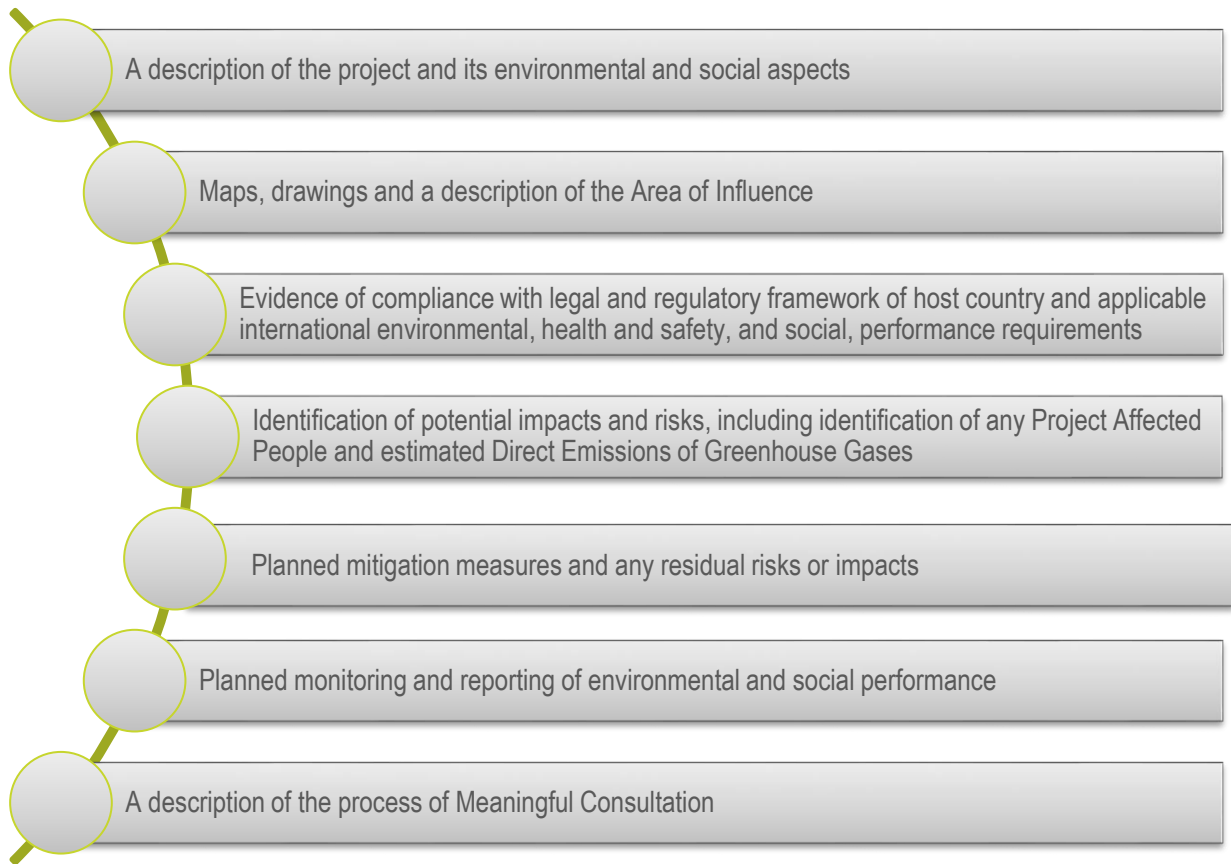 A description of the project and its environmental and social aspects
Maps, drawings and a description of the Area of Influence
Evidence of compliance with legal and regulatory framework of host country and applicable
international environmental, health and safety, and social, performance requirements
Identification of potential impacts and risks, including identification of any Project Affected
People and estimated Direct Emissions of Greenhouse Gases
Planned mitigation measures and any residual risks or impacts
Planned monitoring and reporting of environmental and social performance
A description of the process of Meaningful Consultation